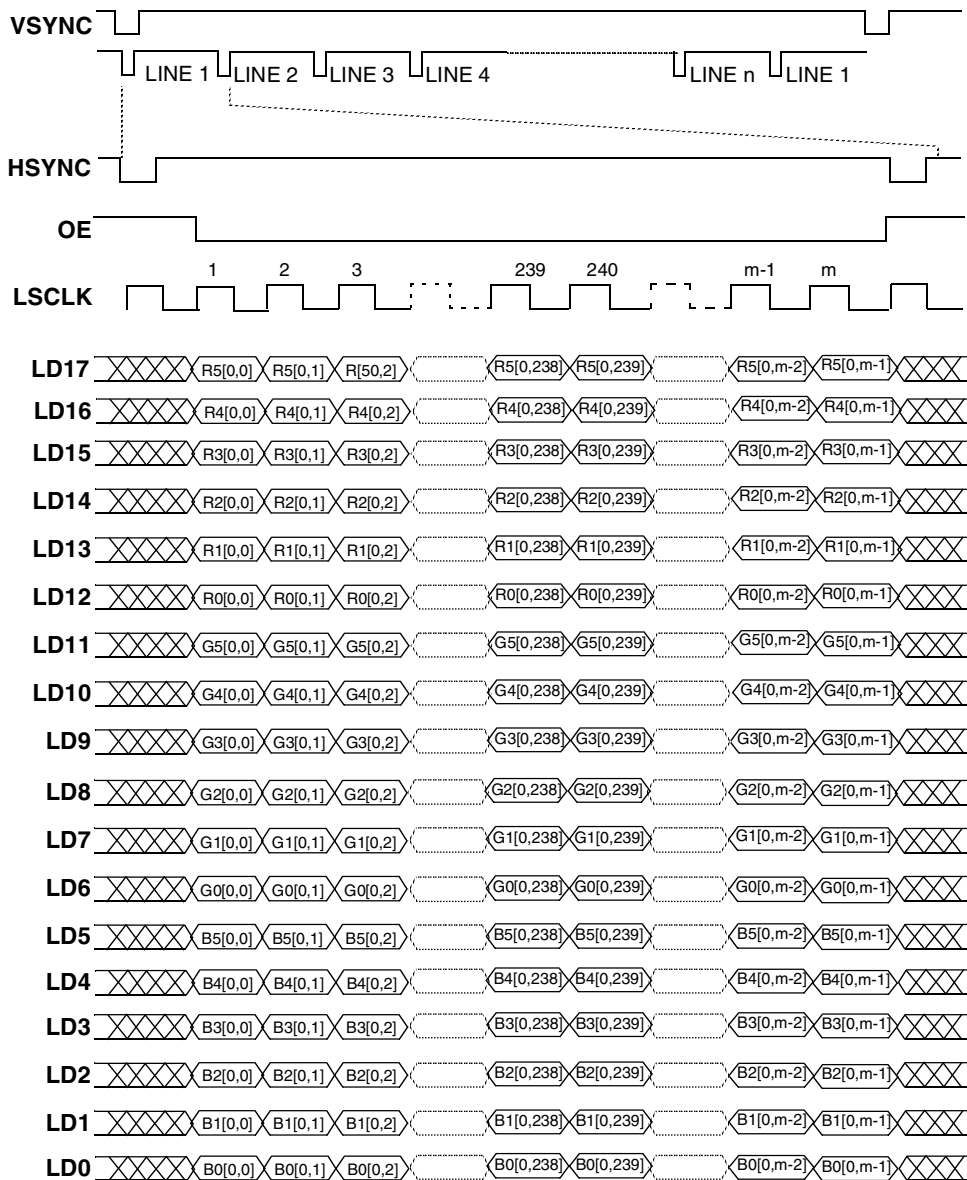 VSYNC
LINE 1 LINE 2 LINE 3 LINE 4 LINE n LINE 1
HSYNC
OE
1 2 3 239 240 m-1 m
LSCLK
LD17 R5[0,0] R5[0,1] R[50,2] R5[0,238] R5[0,239] R5[0,m-2] R5[0,m-1]
LD16 R4[0,0] R4[0,1] R4[0,2] R4[0,238] R4[0,239] R4[0,m-2] R4[0,m-1]
LD15 R3[0,0] R3[0,1] R3[0,2] R3[0,238] R3[0,239] R3[0,m-2] R3[0,m-1]
LD14 R2[0,0] R2[0,1] R2[0,2] R2[0,238] R2[0,239] R2[0,m-2] R2[0,m-1]
LD13 R1[0,0] R1[0,1] R1[0,2] R1[0,238] R1[0,239] R1[0,m-2] R1[0,m-1]
LD12 R0[0,0] R0[0,1] R0[0,2] R0[0,238] R0[0,239] R0[0,m-2] R0[0,m-1]
LD11 G5[0,0] G5[0,1] G5[0,2] G5[0,238] G5[0,239] G5[0,m-2] G5[0,m-1]
LD10 G4[0,0] G4[0,1] G4[0,2] G4[0,238] G4[0,239] G4[0,m-2] G4[0,m-1]
LD9 G3[0,0] G3[0,1] G3[0,2] G3[0,238] G3[0,239] G3[0,m-2] G3[0,m-1]
LD8 G2[0,0] G2[0,1] G2[0,2] G2[0,238] G2[0,239] G2[0,m-2] G2[0,m-1]
LD7 G1[0,0] G1[0,1] G1[0,2] G1[0,238] G1[0,239] G1[0,m-2] G1[0,m-1]
LD6 G0[0,0] G0[0,1] G0[0,2] G0[0,238] G0[0,239] G0[0,m-2] G0[0,m-1]
LD5 B5[0,0] B5[0,1] B5[0,2] B5[0,238] B5[0,239] B5[0,m-2] B5[0,m-1]
LD4 B4[0,0] B4[0,1] B4[0,2] B4[0,238] B4[0,239] B4[0,m-2] B4[0,m-1]
LD3 B3[0,0] B3[0,1] B3[0,2] B3[0,238] B3[0,239] B3[0,m-2] B3[0,m-1]
LD2 B2[0,0] B2[0,1] B2[0,2] B2[0,238] B2[0,239] B2[0,m-2] B2[0,m-1]
LD1 B1[0,0] B1[0,1] B1[0,2] B1[0,238] B1[0,239] B1[0,m-2] B1[0,m-1]
LD0 B0[0,0] B0[0,1] B0[0,2] B0[0,238] B0[0,239] B0[0,m-2] B0[0,m-1]